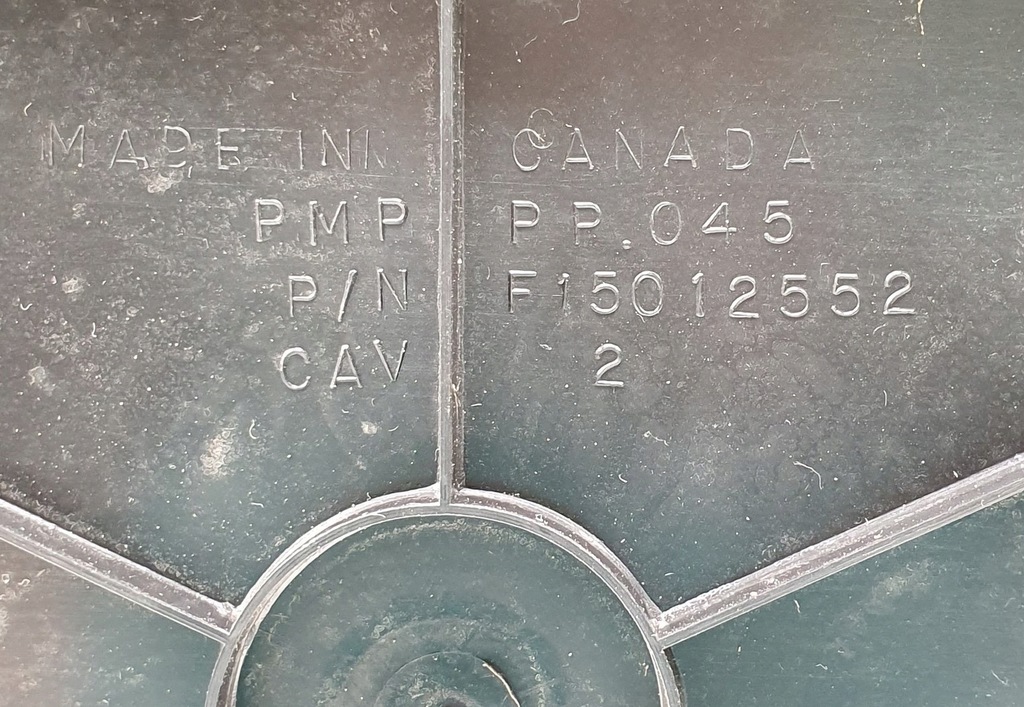 MADE IN CANADA
PMP PP.045
P/N F15012552
CAV 2